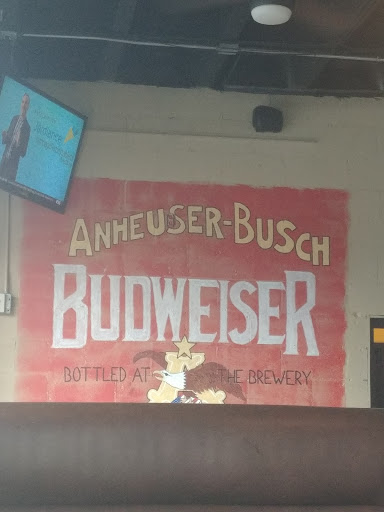 ANHEUSER-BUSCH
BUDWEISER
BOTTLED AT THE BREWERY